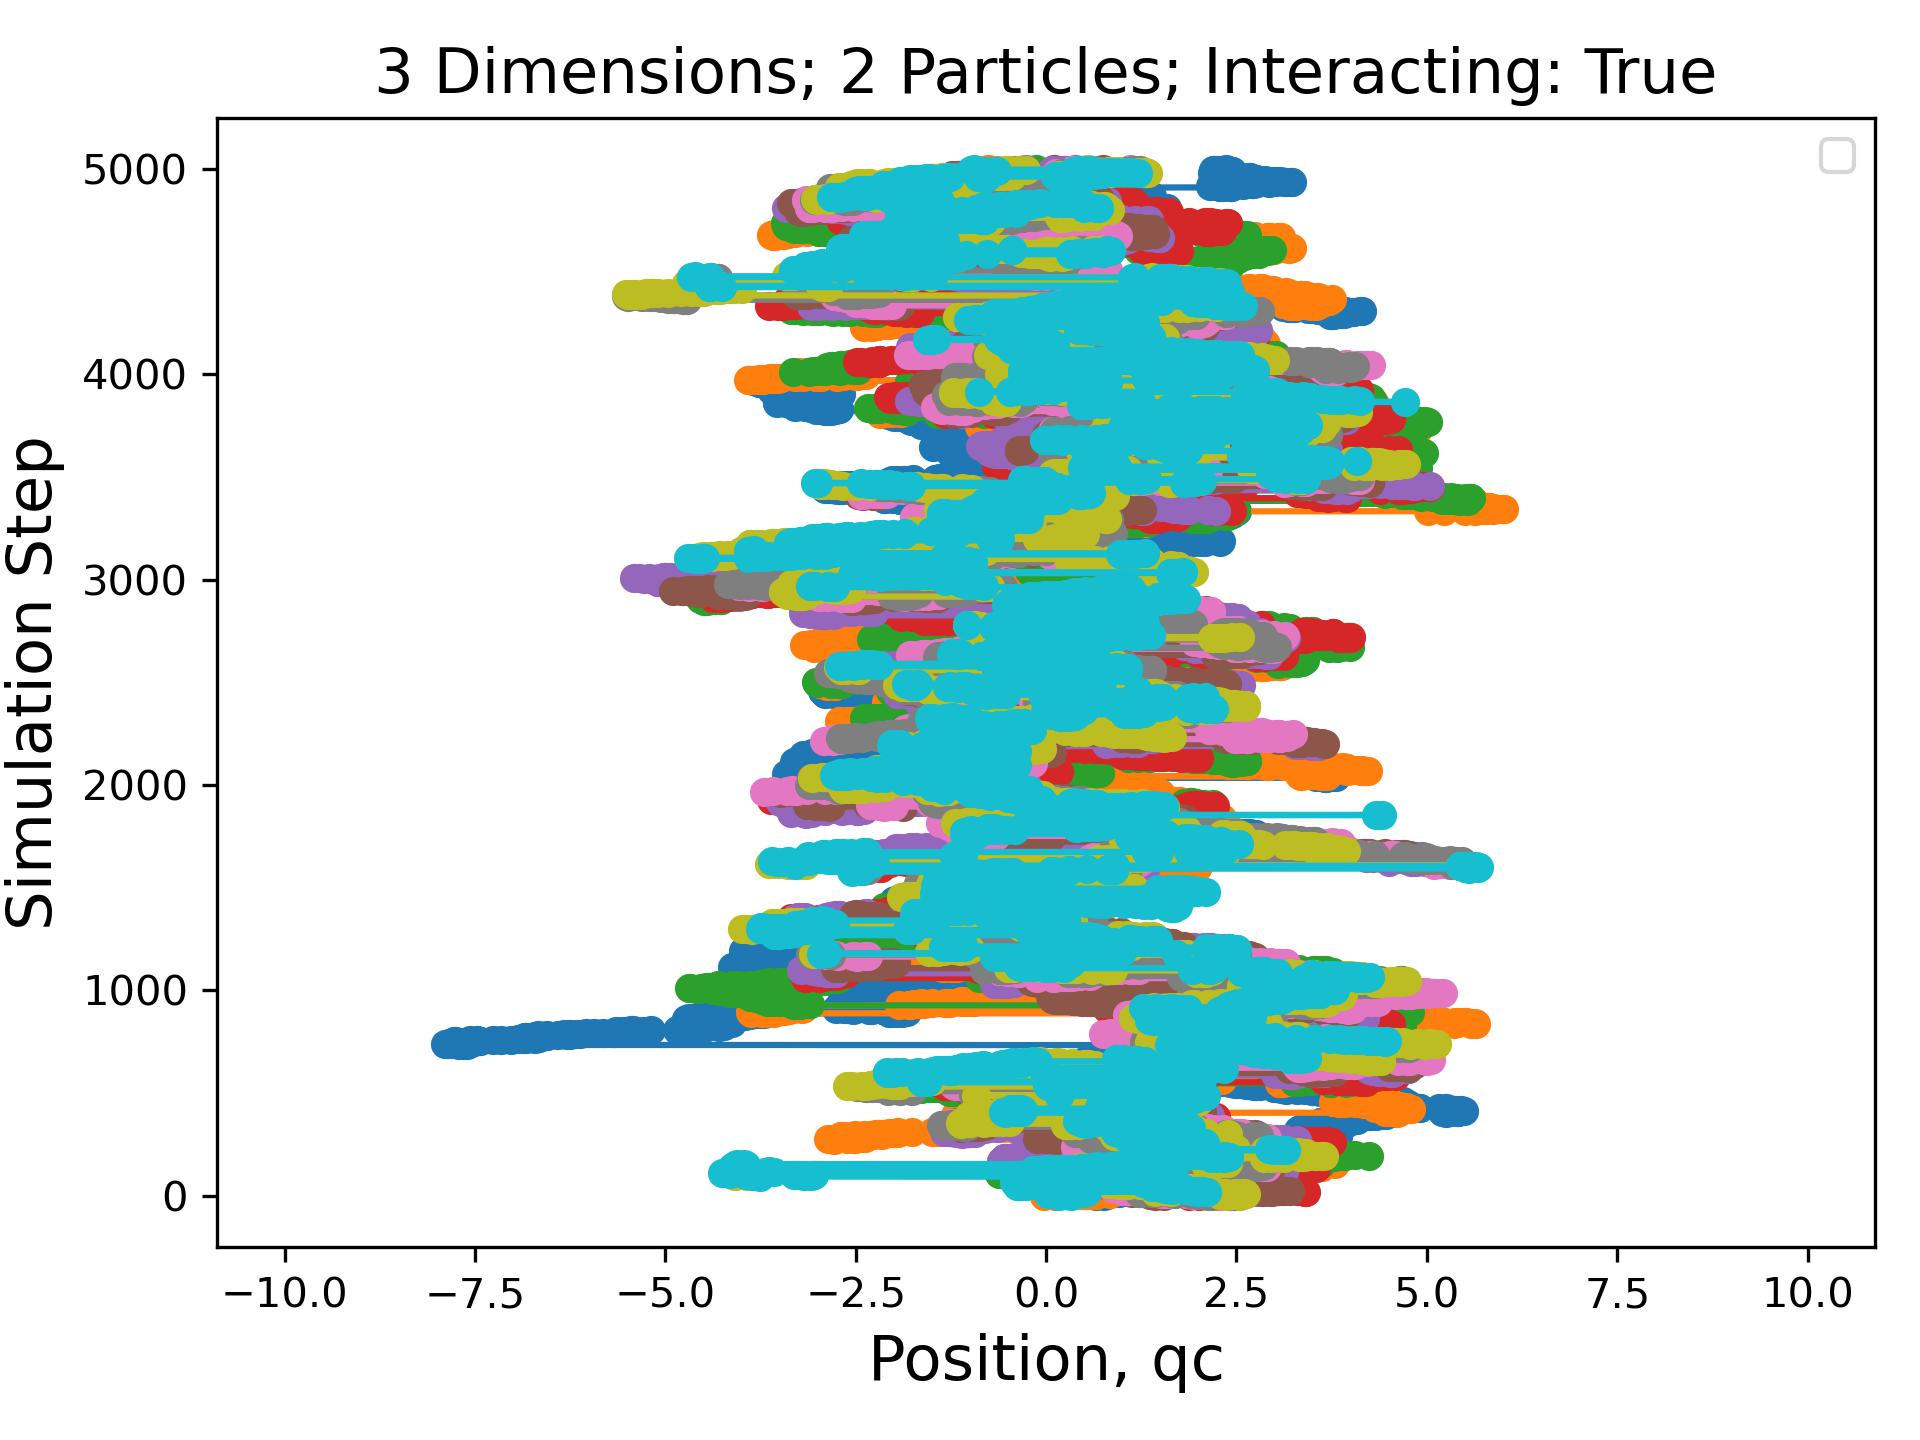 3 Dimensions; 2 Particles; Interacting: True
5000
4000
3000
2000
1000
0
Simulation Step
−10.0 −7.5 −5.0 −2.5 0.0 2.5 5.0 7.5 10.0
Position, qc